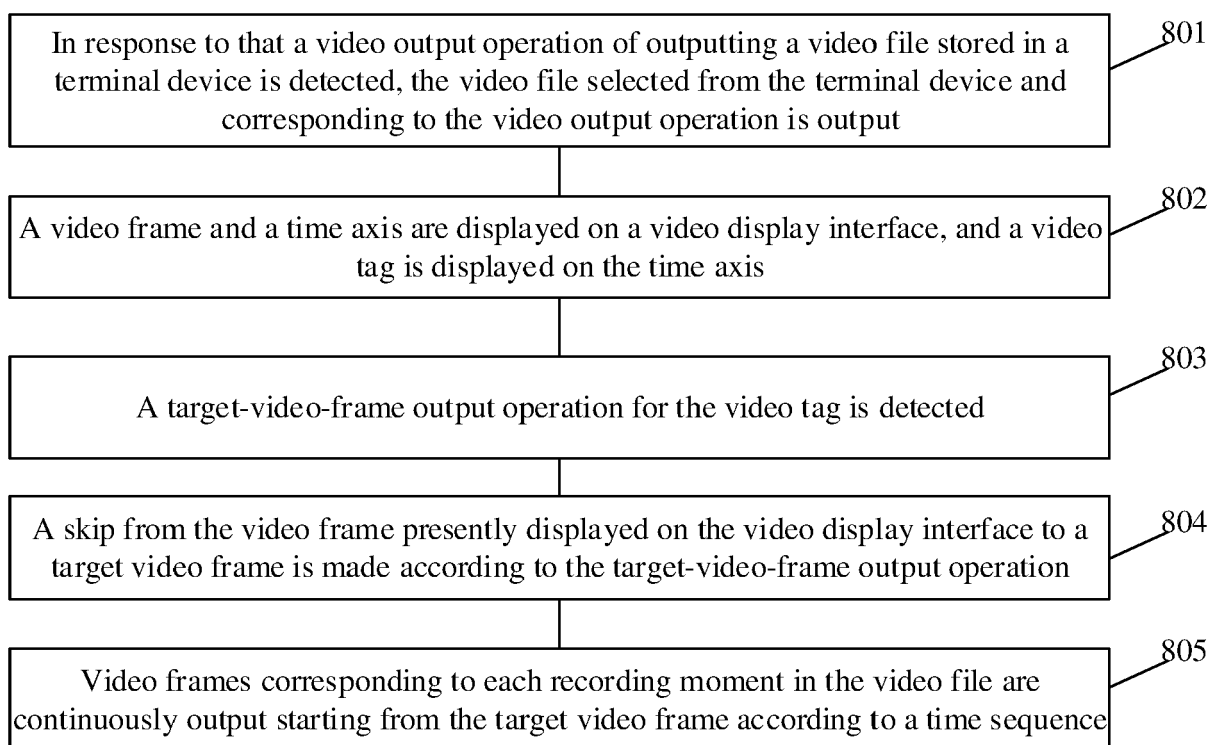 801
In response to that a video output operation of outputting a video file stored in a
terminal device is detected, the video file selected from the terminal device and
corresponding to the video output operation is output
802
A video frame and a time axis are displayed on a video display interface, and a video
tag is displayed on the time axis
803
A target-video-frame output operation for the video tag is detected
804
A skip from the video frame presently displayed on the video display interface to a
target video frame is made according to the target-video-frame output operation
805
Video frames corresponding to each recording moment in the video file are
continuously output starting from the target video frame according to a time sequence